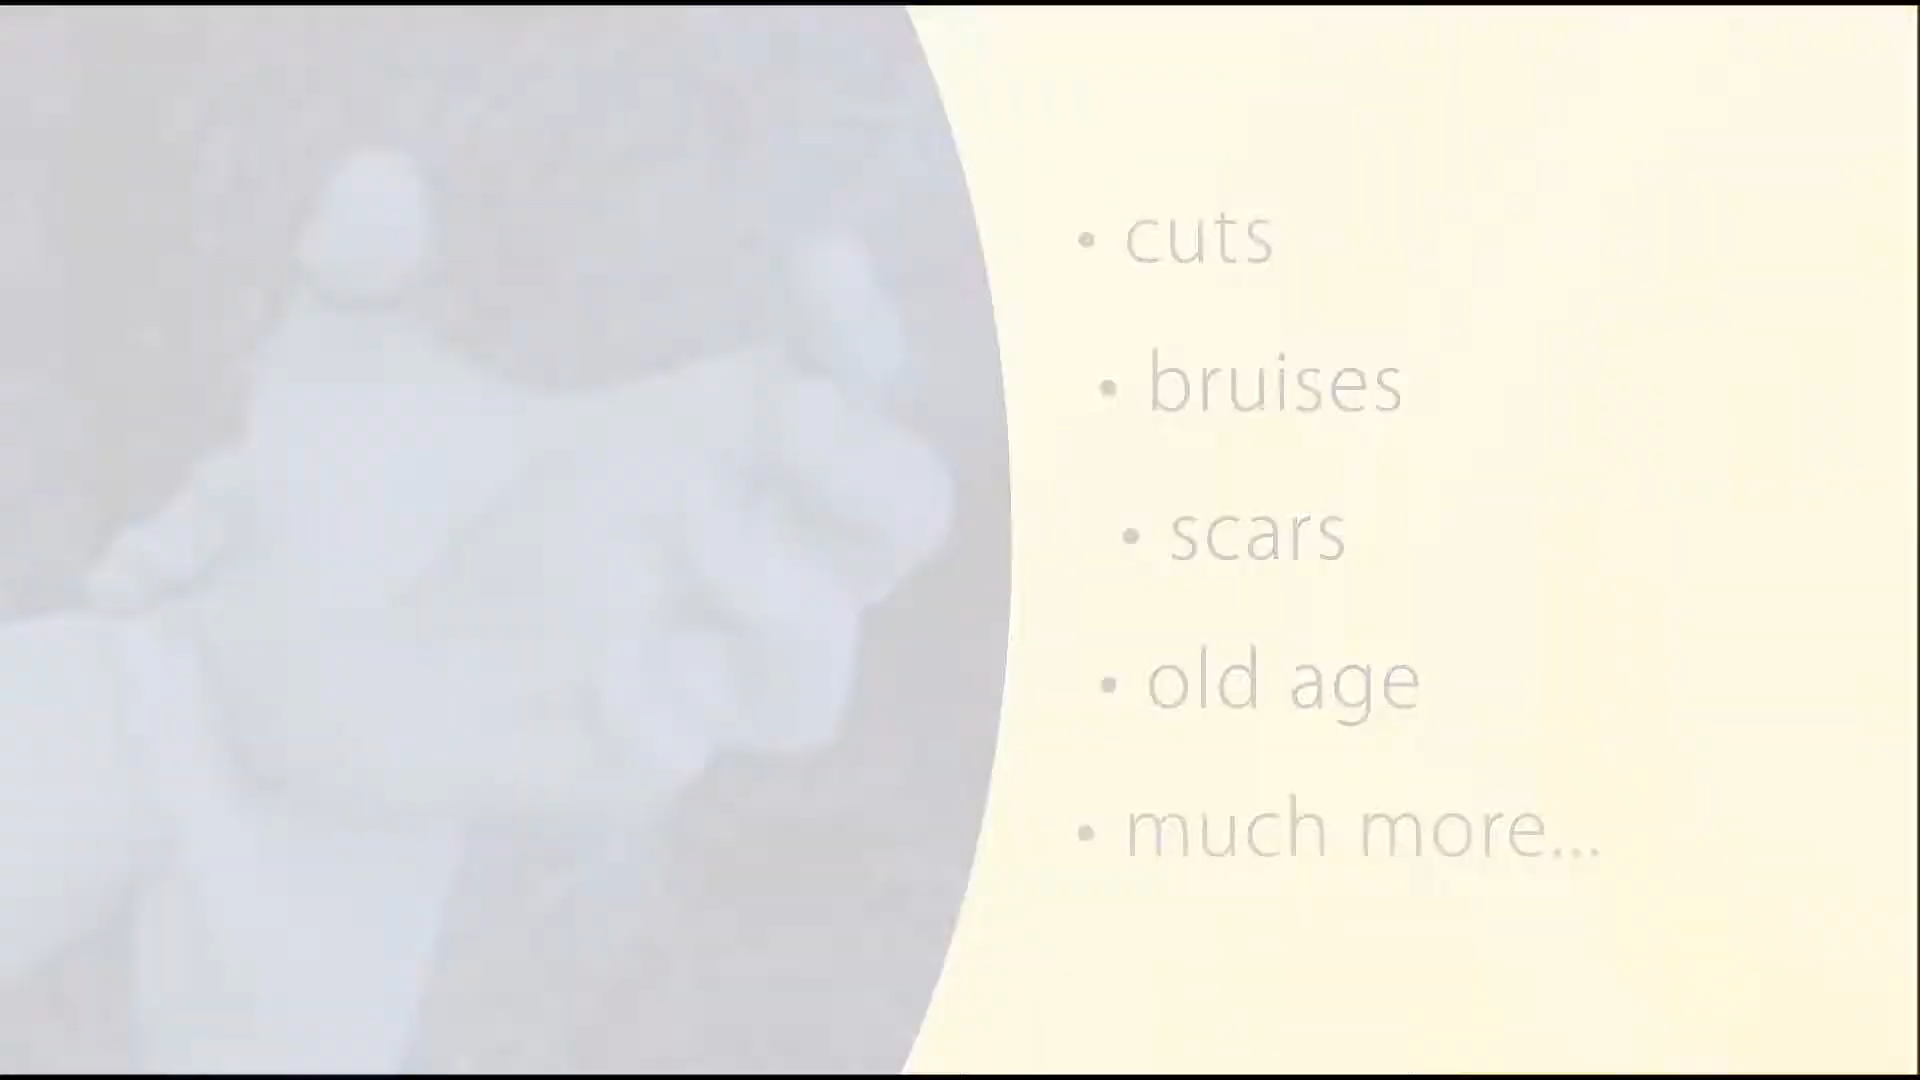 • cuts
• bruises
• scars
• old age
• much more...